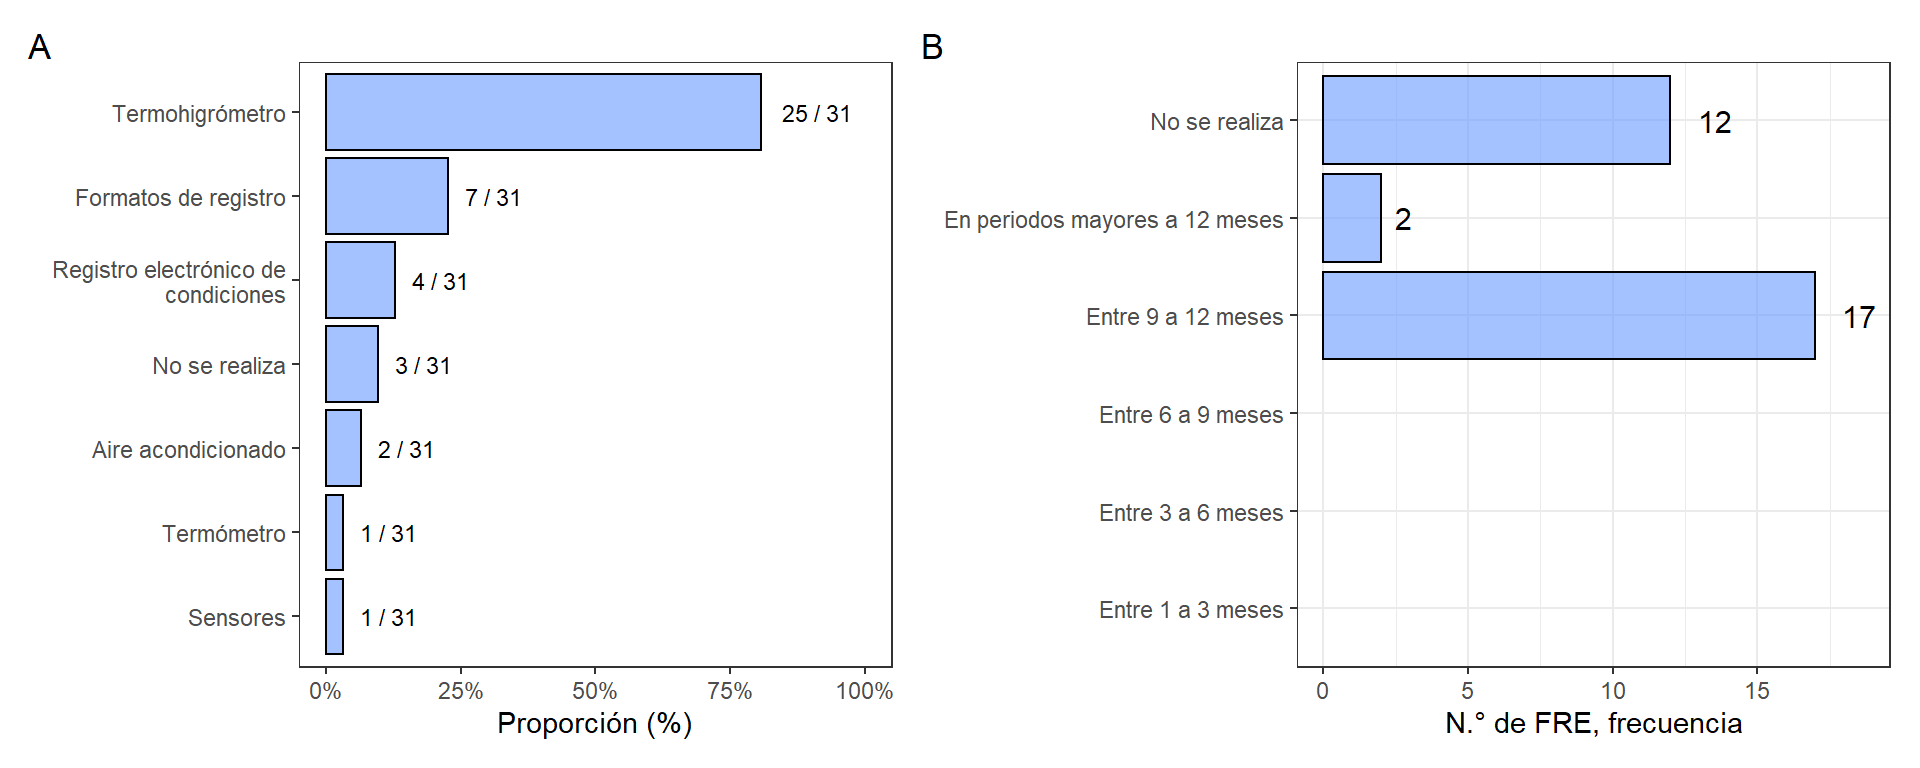 A
Termohigrómetro
25 / 31
Formatos de registro
7 / 31
Registro electrónico de
condiciones
4 / 31
No se realiza
3 / 31
Aire acondicionado
2 / 31
Termómetro
1 / 31
Sensores
1 / 31
0% 25% 50% 75% 100%
Proporción (%)
B
No se realiza
12
En periodos mayores a 12 meses
2
Entre 9 a 12 meses
17
Entre 6 a 9 meses
Entre 3 a 6 meses
Entre 1 a 3 meses
0 5 10 15
N.° de FRE, frecuencia